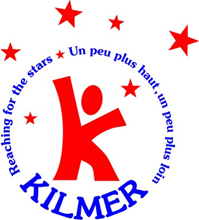 Reaching for the stars ★ Un peu plus haut, un peu plus loin
KILMER